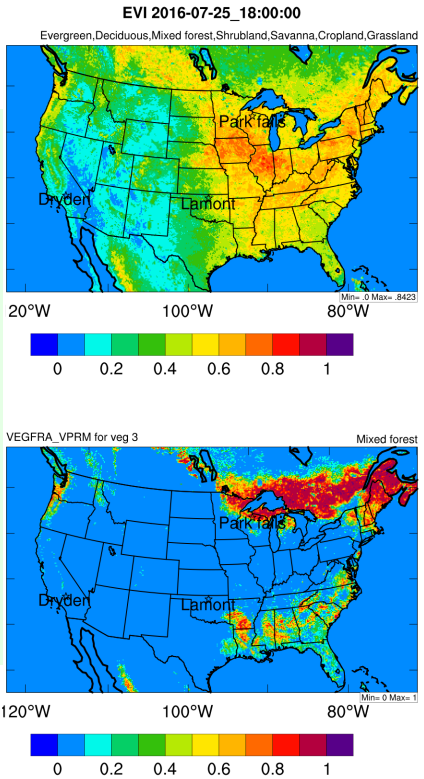 EVI 2016-07-25_18:00:00
Evergreen,Deciduous,Mixed forest,Shrubland,Savanna,Cropland,Grassland
Park falls
Dryden
Lamont
Min= .0 Max= .8423
120°W 100°W 80°W
0 0.2 0.4 0.6 0.8 1
VEGFRA_VPRM for veg 3 Mixed forest
Park falls
Dryden
Lamont
Min= 0 Max= 1
120°W 100°W 80°W
0 0.2 0.4 0.6 0.8 1